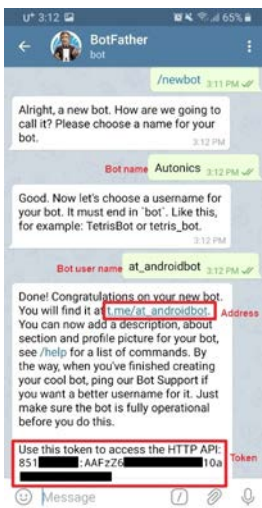 U⁺ 3:12 65%
BotFather
bot
/newbot 3:11 PM
Alright, a new bot. How are we going to
call it? Please choose a name for your
bot. 3:12 PM
Bot name Autonics 3:12 PM
Good. Now let's choose a username for
your bot. It must end in `bot`. Like this,
for example: TetrisBot or tetris_bot.
3:12 PM
Bot user name at_androidbot 3:12 PM
Done! Congratulations on your new bot.
You will find it at t.me/at_androidbot. Address
You can now add a description, about
section and profile picture for your bot,
see /help for a list of commands. By
the way, when you've finished creating
your cool bot, ping our Bot Support if
you want a better username for it. Just
make sure the bot is fully operational
before you do this.
Use this token to access the HTTP API: Token
851 :AAFzZ6 10a
Message